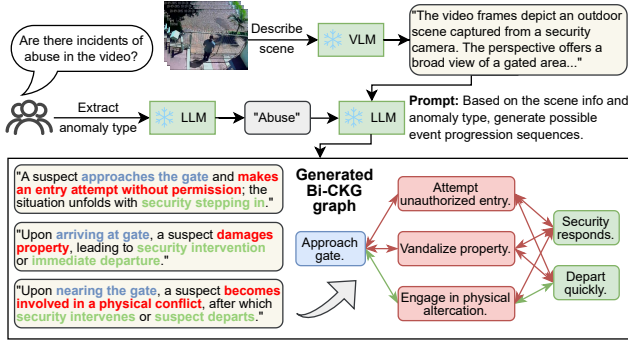 Are there incidents of
abuse in the video?
Describe
scene
VLM
"The video frames depict an outdoor
scene captured from a security
camera. The perspective offers a
broad view of a gated area..."
Extract
anomaly type
LLM
"Abuse"
LLM
Prompt: Based on the scene info and
anomaly type, generate possible
event progression sequences.
"A suspect approaches the gate and makes
an entry attempt without permission; the
situation unfolds with security stepping in."
"Upon arriving at gate, a suspect damages
property, leading to security intervention
or immediate departure."
"Upon nearing the gate, a suspect becomes
involved in a physical conflict, after which
security intervenes or suspect departs."
Generated
Bi-CKG
graph
Approach
gate.
Attempt
unauthorized entry.
Vandalize property.
Engage in physical
altercation.
Security
responds.
Depart
quickly.